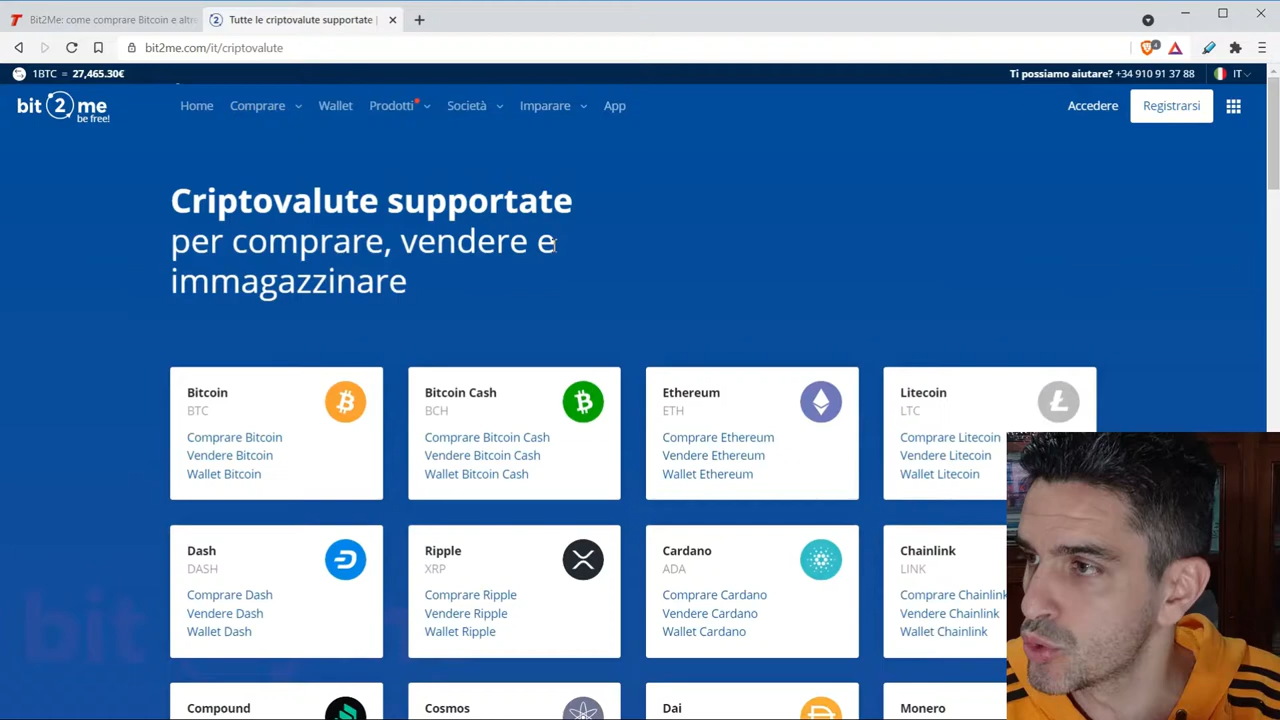 Bit2Me: come comprare Bitcoin e altre
Tutte le criptovalute supportate |
bit2me.com/it/criptovalute
4
1BTC = 27,465.30€
Ti possiamo aiutare? +34 910 91 37 88
IT
bit 2 me
be free!
Home
Comprare
Wallet
Prodotti
Società
Imparare
App
Accedere
Registrarsi
Criptovalute supportate
per comprare, vendere e
immagazzinare
Bitcoin
BTC
Comprare Bitcoin
Vendere Bitcoin
Wallet Bitcoin
Bitcoin Cash
BCH
Comprare Bitcoin Cash
Vendere Bitcoin Cash
Wallet Bitcoin Cash
Ethereum
ETH
Comprare Ethereum
Vendere Ethereum
Wallet Ethereum
Litecoin
LTC
Comprare Litecoin
Vendere Litecoin
Wallet Litecoin
Dash
DASH
Comprare Dash
Vendere Dash
Wallet Dash
Ripple
XRP
Comprare Ripple
Vendere Ripple
Wallet Ripple
Cardano
ADA
Comprare Cardano
Vendere Cardano
Wallet Cardano
Chainlink
LINK
Comprare Chainlink
Vendere Chainlink
Wallet Chainlink
Compound
Cosmos
Dai
Monero
bit